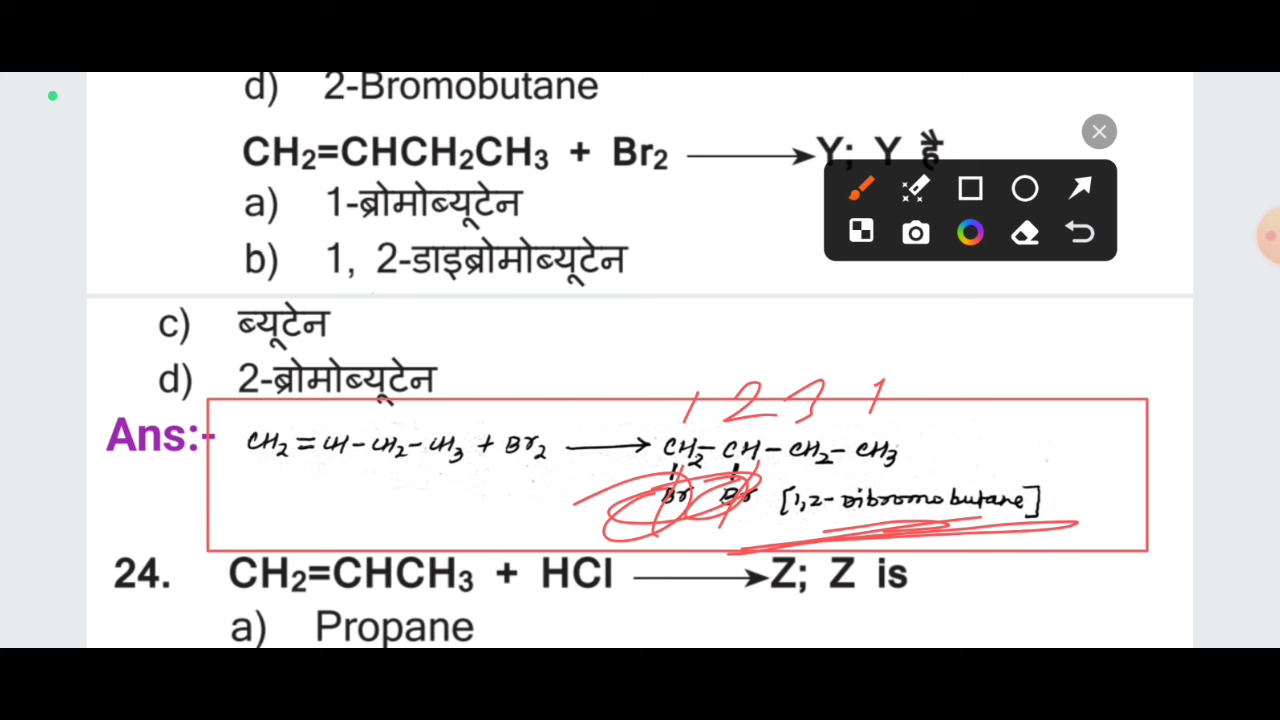 d) 2-Bromobutane
CH2=CHCH2CH3 + Br2 ⟶ Y; Y है
a) 1-ब्रोमोब्यूटेन
b) 1, 2-डाइब्रोमोब्यूटेन
c) ब्यूटेन
d) 2-ब्रोमोब्यूटेन
1 2 3
Ans:- CH2 = CH - CH2 - CH3 + Br2 ⟶ CH2 - CH - CH2 - CH3
Br Br [1,2-Dibromobutane]
24. CH2=CHCH3 + HCl ⟶ Z; Z is
a) Propane